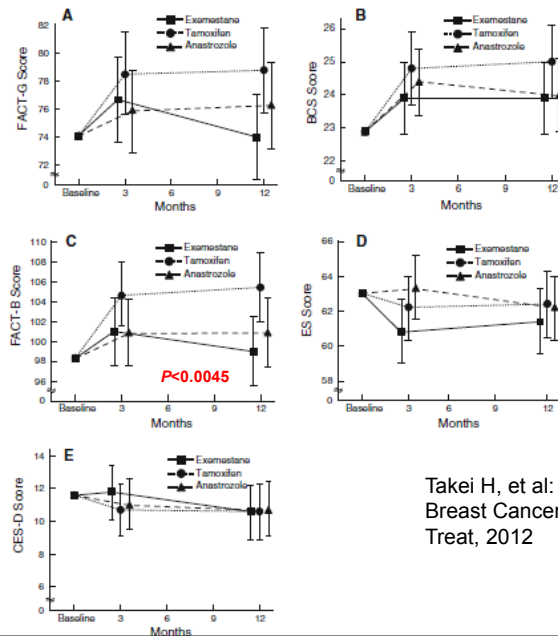 A
Exemestane
Tamoxifen
Anastrozole
FACT-G Score
82
80
78
76
74
72
0
Baseline 3 6 9 12
Months
B
Exemestane
Tamoxifen
Anastrozole
BCS Score
26
25
24
23
22
0
Baseline 3 6 9 12
Months
C
Exemestane
Tamoxifen
Anastrozole
FACT-B Score
110
108
106
104
102
100
98
96
0
P<0.0045
Baseline 3 6 9 12
Months
D
Exemestane
Tamoxifen
Anastrozole
ES Score
66
64
62
60
58
0
Baseline 3 6 9 12
Months
E
Exemestane
Tamoxifen
Anastrozole
CES-D Score
14
12
10
8
6
0
Baseline 3 6 9 12
Months
Takei H, et al:
Breast Cancer
Treat, 2012